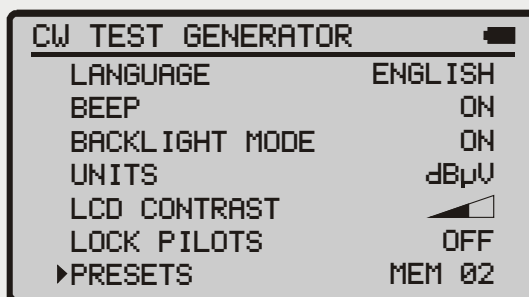 CW TEST GENERATOR
LANGUAGE ENGLISH
BEEP ON
BACKLIGHT MODE ON
UNITS dBµV
LCD CONTRAST
LOCK PILOTS OFF
PRESETS MEM 02